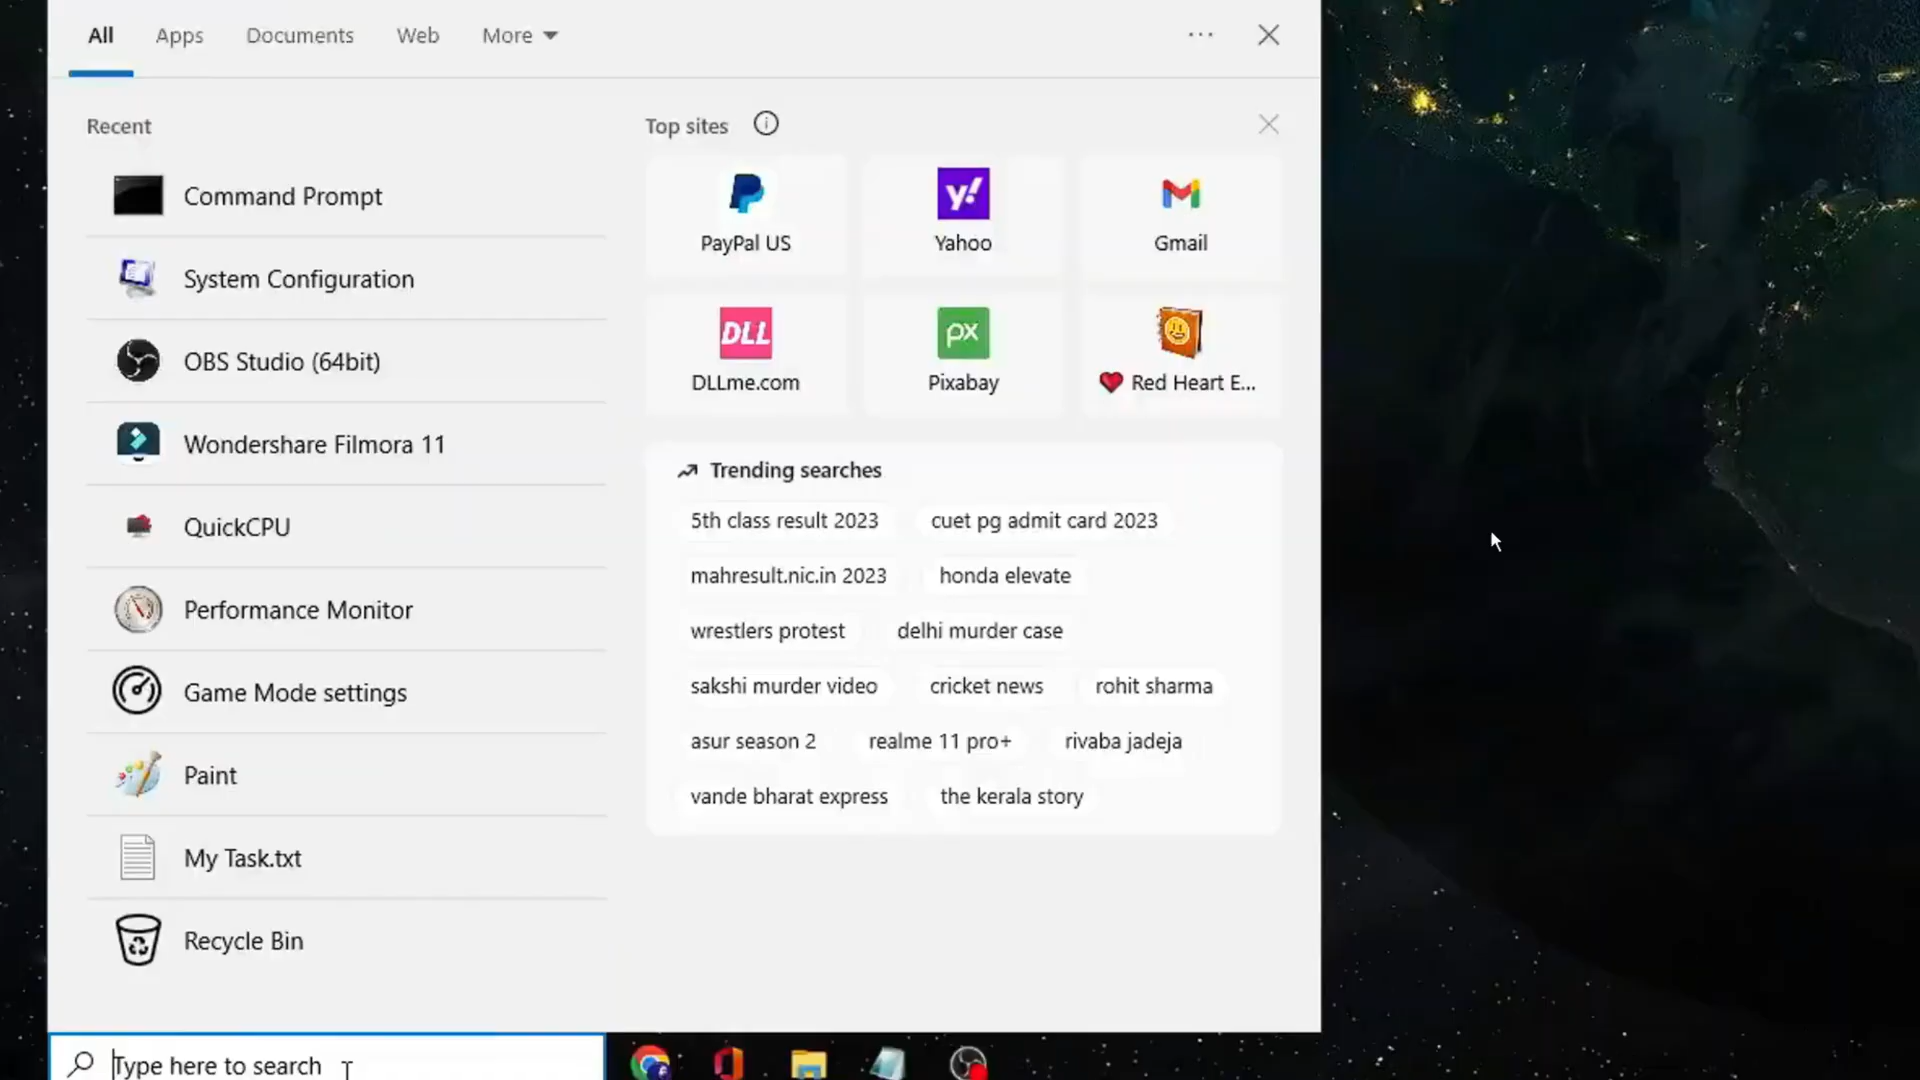 All Apps Documents Web More
Recent
Command Prompt
System Configuration
OBS Studio (64bit)
Wondershare Filmora 11
QuickCPU
Performance Monitor
Game Mode settings
Paint
My Task.txt
Recycle Bin
Top sites
PayPal US
y!
Yahoo
Gmail
DLL
DLLme.com
px
Pixabay
Red Heart E...
Trending searches
5th class result 2023 cuet pg admit card 2023
mahresult.nic.in 2023 honda elevate
wrestlers protest delhi murder case
sakshi murder video cricket news rohit sharma
asur season 2 realme 11 pro+ rivaba jadeja
vande bharat express the kerala story
Type here to search